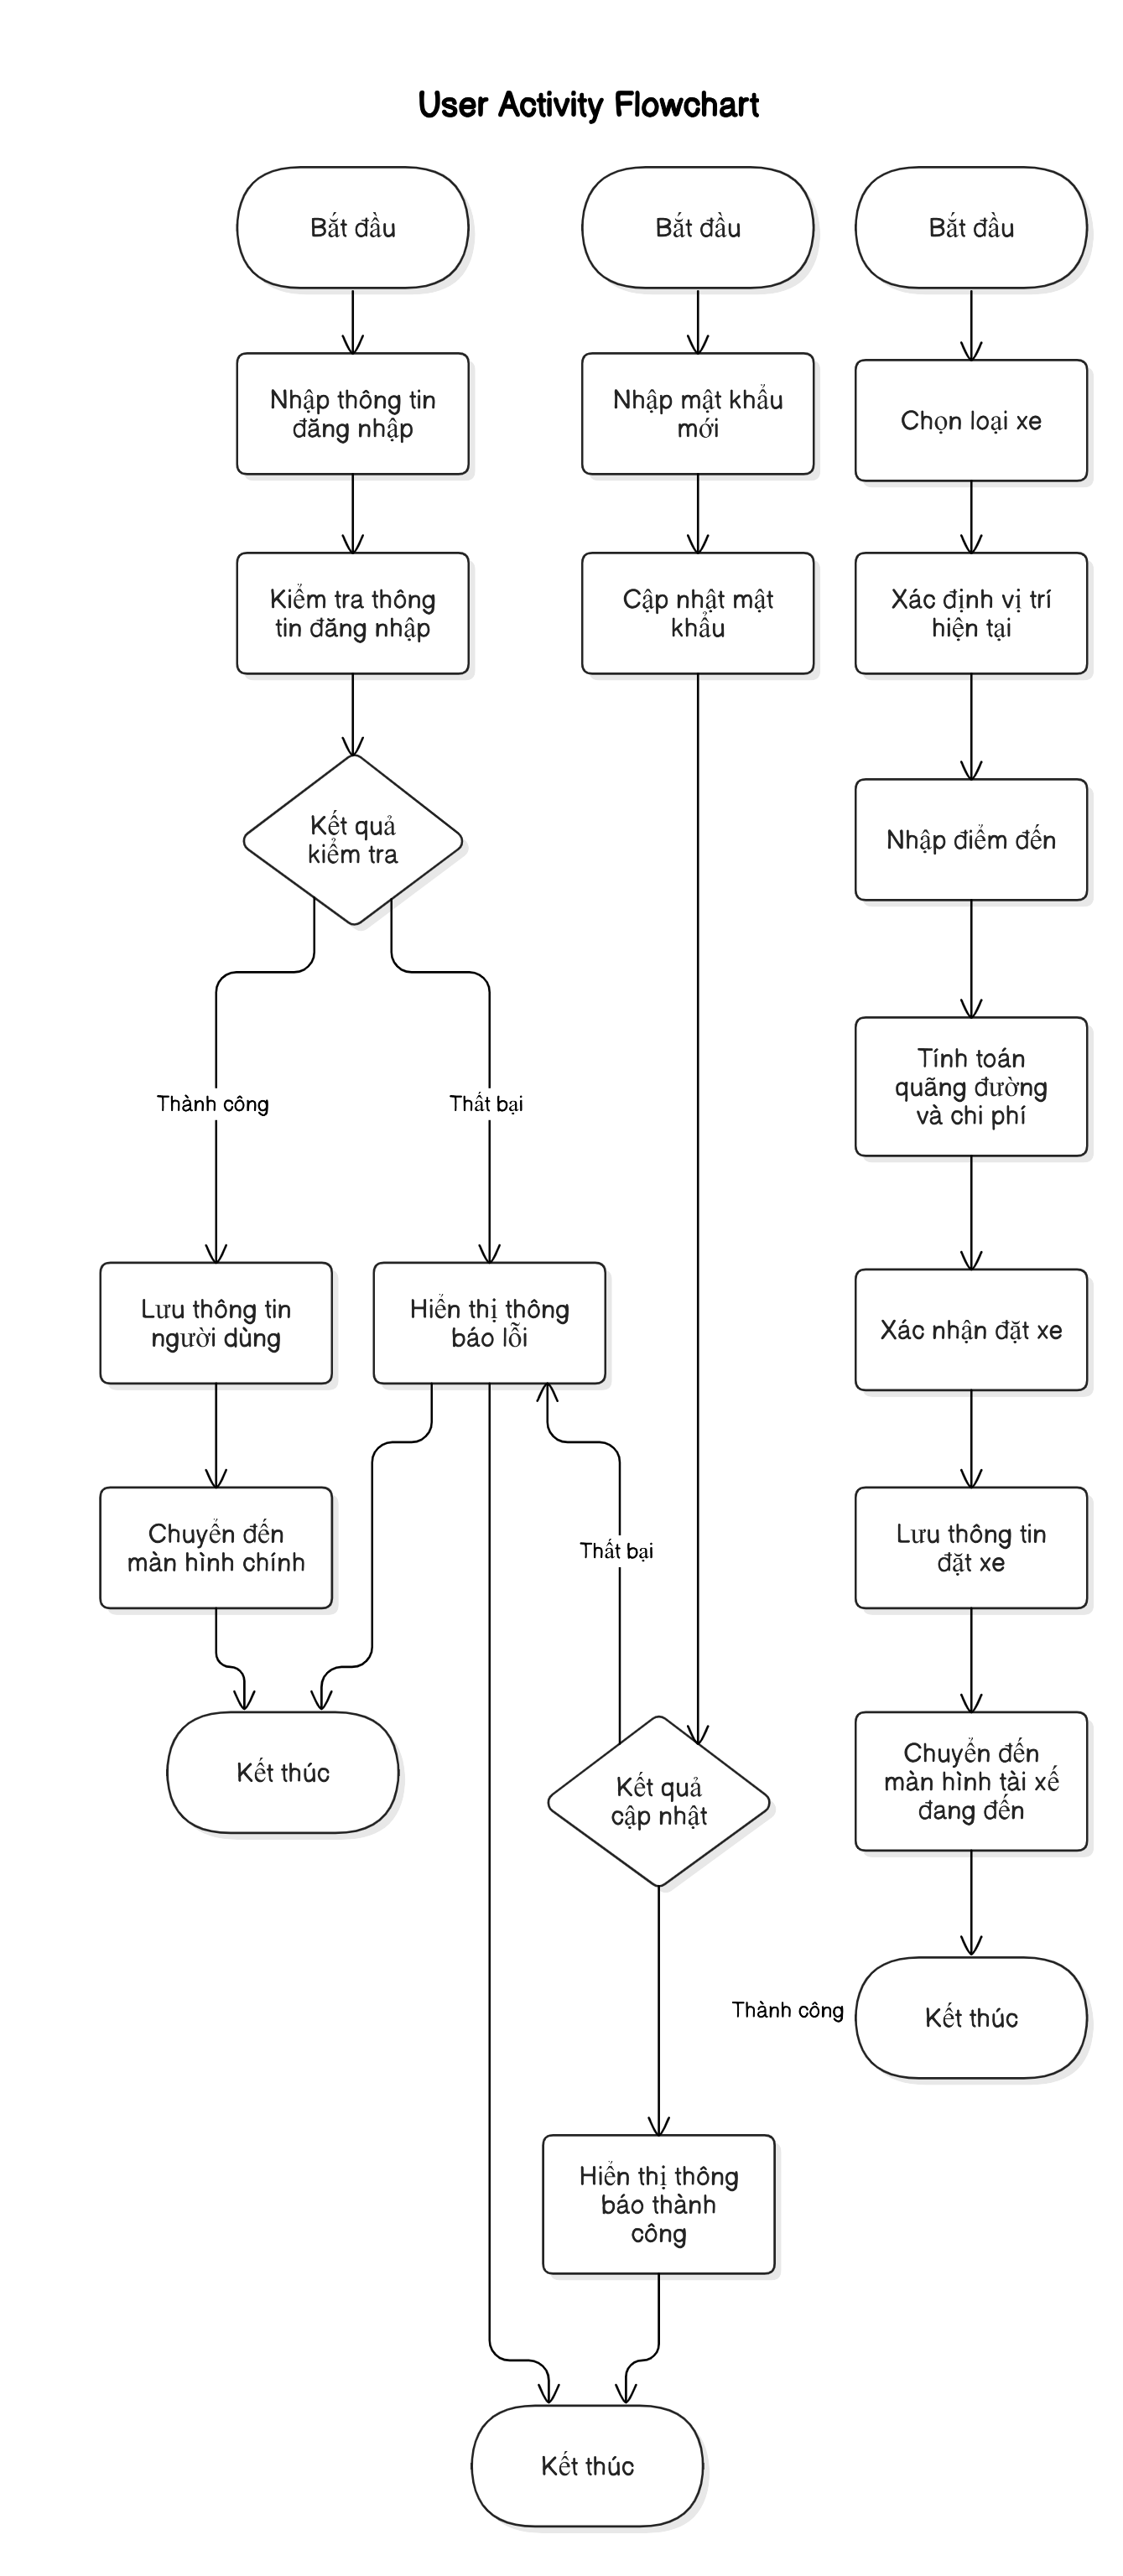 User Activity Flowchart
Bắt đầu
Bắt đầu
Bắt đầu
Nhập thông tin
đăng nhập
Nhập mật khẩu
mới
Chọn loại xe
Kiểm tra thông
tin đăng nhập
Cập nhật mật
khẩu
Xác định vị trí
hiện tại
Kết quả
kiểm tra
Nhập điểm đến
Tính toán
quãng đường
và chi phí
Thành công
Thất bại
Lưu thông tin
người dùng
Hiển thị thông
báo lỗi
Xác nhận đặt xe
Chuyển đến
màn hình chính
Thất bại
Lưu thông tin
đặt xe
Kết thúc
Kết quả
cập nhật
Chuyển đến
màn hình tài xế
đang đến
Thành công
Kết thúc
Hiển thị thông
báo thành
công
Kết thúc